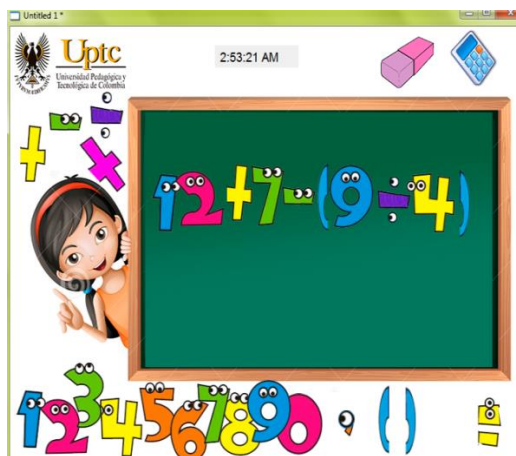 Untitled 1 *
Uptc
Universidad Pedagógica y
Tecnológica de Colombia
2:53:21 AM
+ - ÷ ×
12+7-(9÷4)
1234567890 , () =